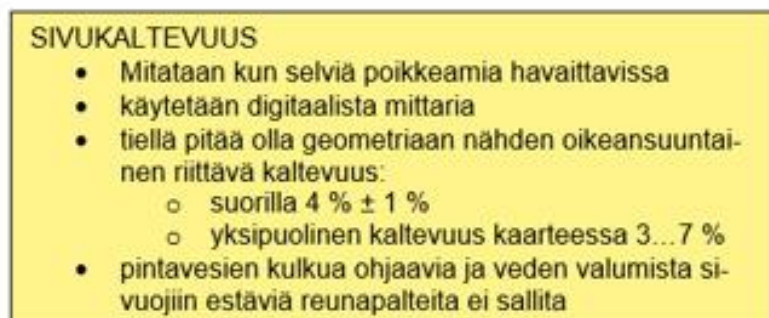 SIVUKALTEVUUS
• Mitataan kun selviä poikkeamia havaittavissa
• käytetään digitaalista mittaria
• tiellä pitää olla geometriaan nähden oikeansuuntai-
nen riittävä kaltevuus:
o suorilla 4 % ± 1 %
o yksipuolinen kaltevuus kaarteessa 3…7 %
• pintavesien kulkua ohjaavia ja veden valumista si-
vuojiin estäviä reunapalteita ei sallita